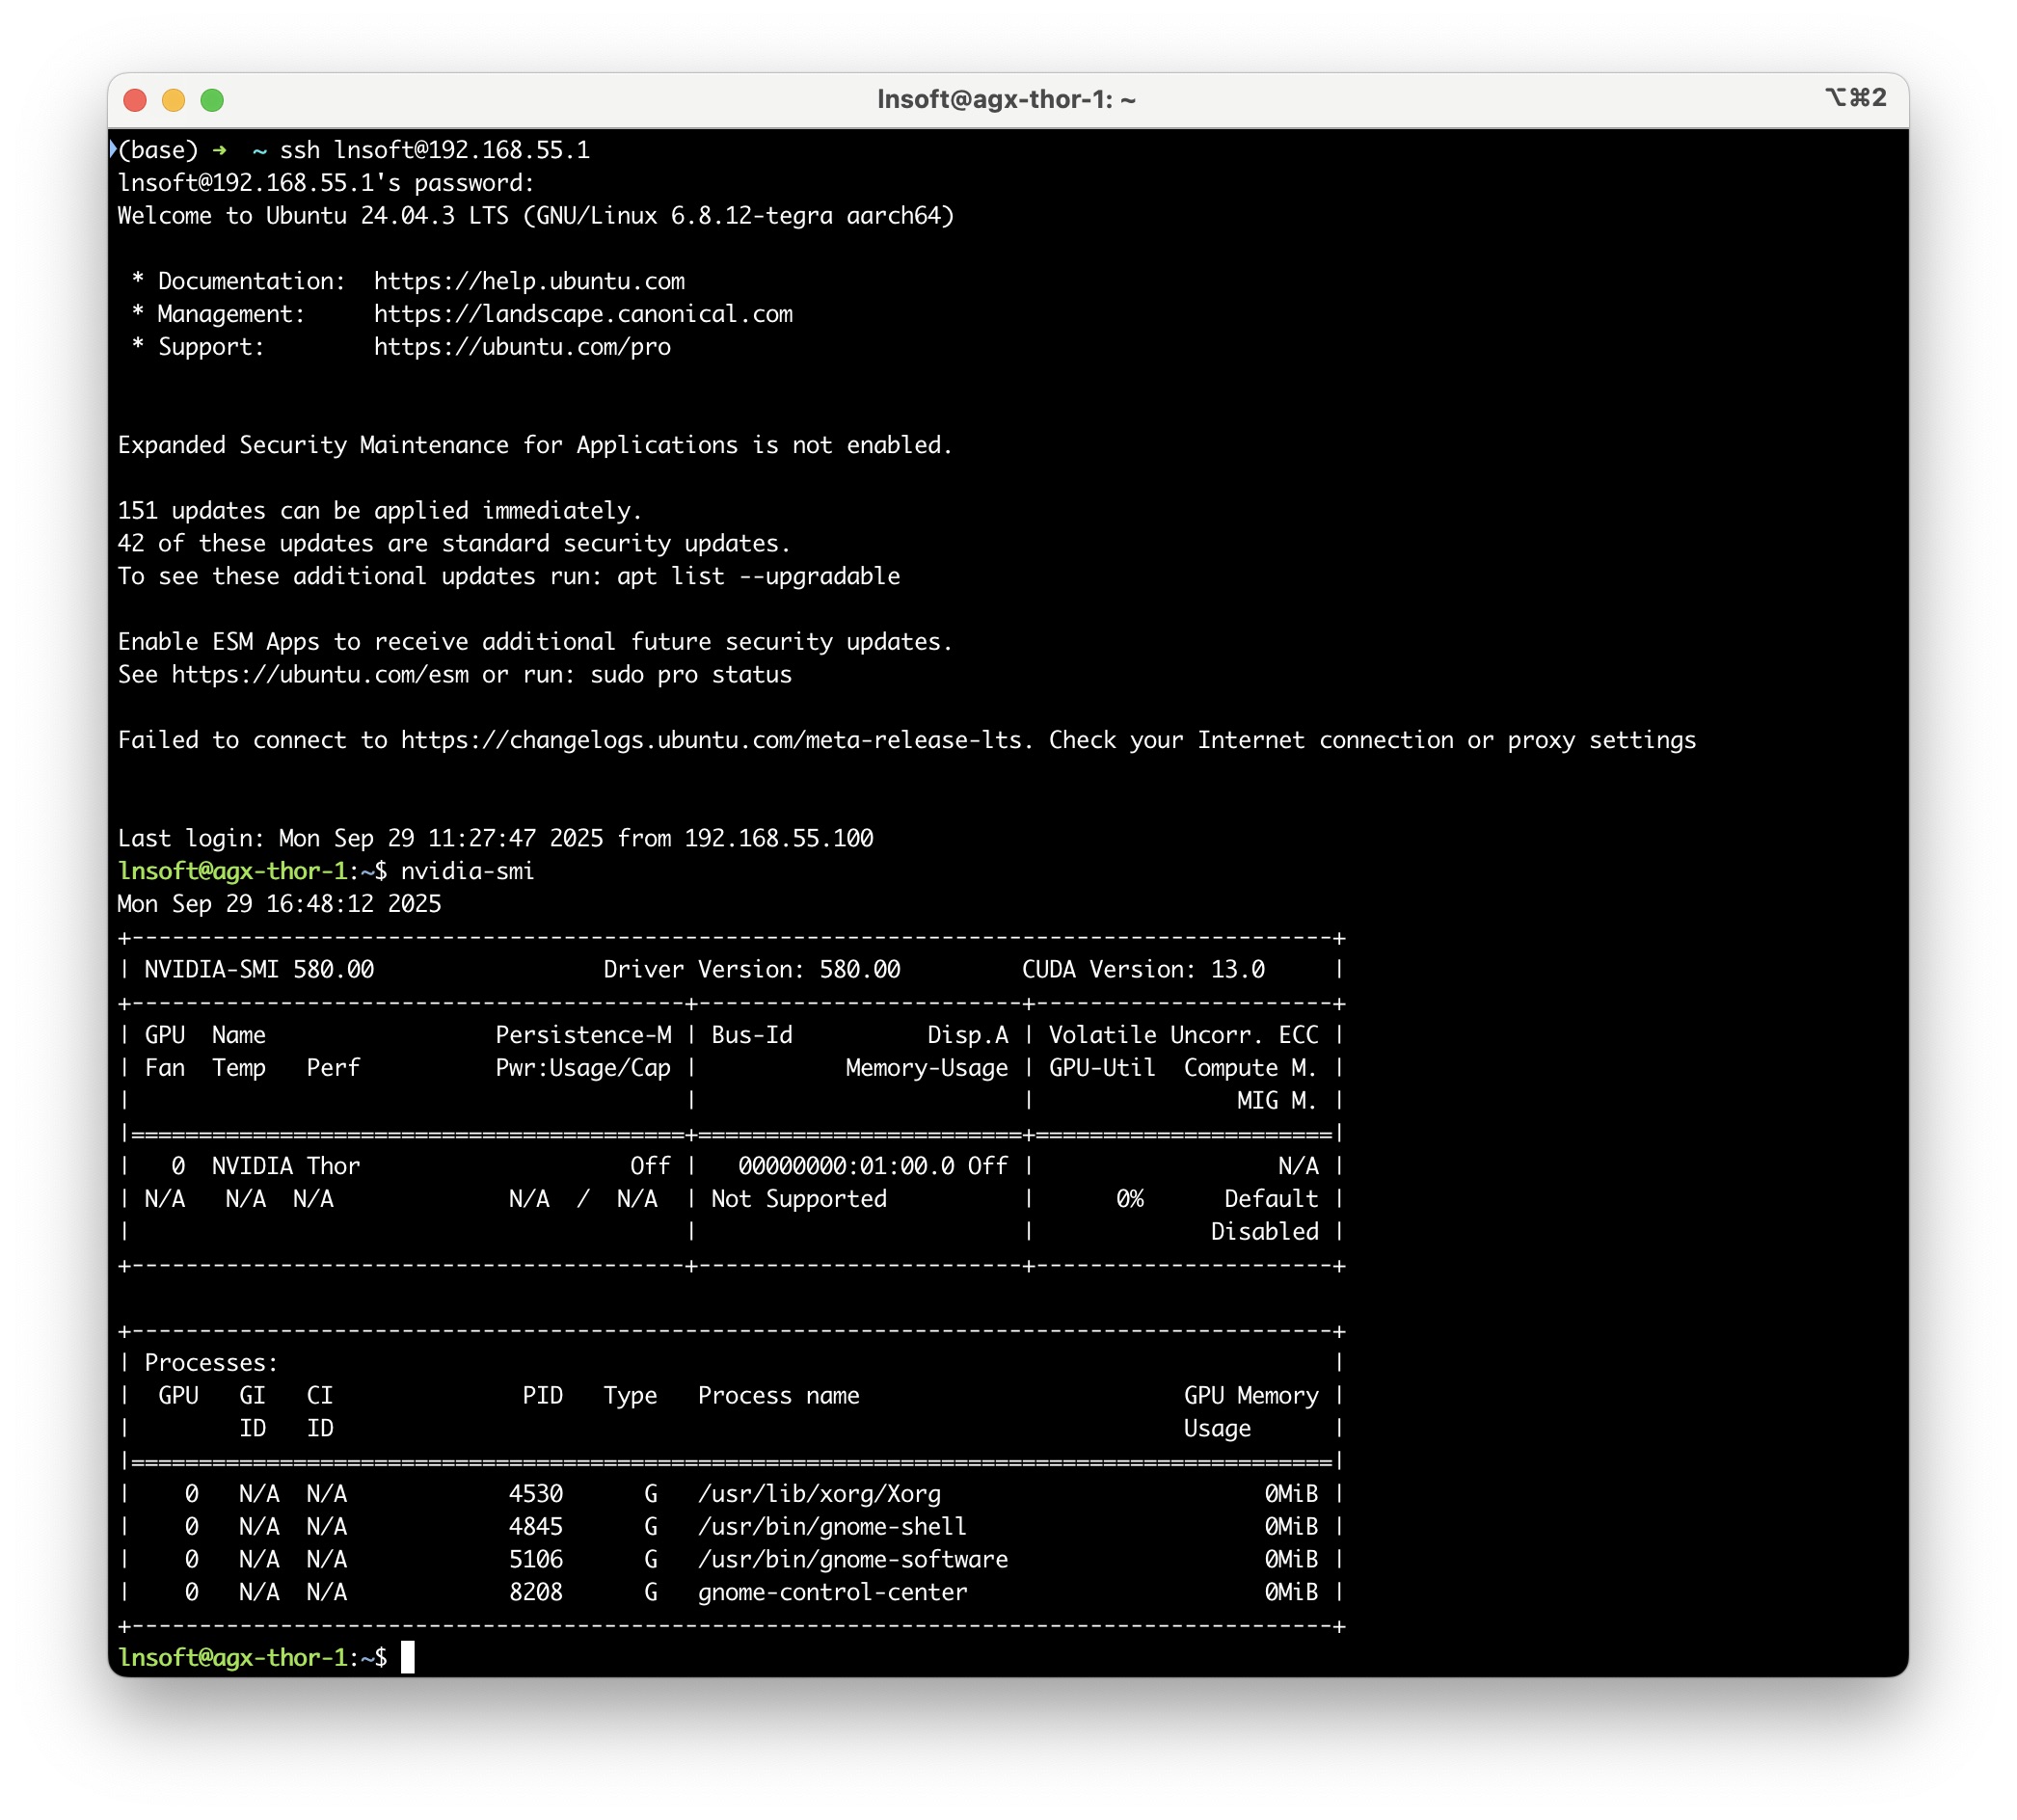 lnsoft@agx-thor-1: ~
⌥⌘2
(base) ➜  ~ ssh lnsoft@192.168.55.1
lnsoft@192.168.55.1's password:
Welcome to Ubuntu 24.04.3 LTS (GNU/Linux 6.8.12-tegra aarch64)

 * Documentation:  https://help.ubuntu.com
 * Management:     https://landscape.canonical.com
 * Support:        https://ubuntu.com/pro

Expanded Security Maintenance for Applications is not enabled.

151 updates can be applied immediately.
42 of these updates are standard security updates.
To see these additional updates run: apt list --upgradable

Enable ESM Apps to receive additional future security updates.
See https://ubuntu.com/esm or run: sudo pro status

Failed to connect to https://changelogs.ubuntu.com/meta-release-lts. Check your Internet connection or proxy settings

Last login: Mon Sep 29 11:27:47 2025 from 192.168.55.100
lnsoft@agx-thor-1:~$ nvidia-smi
Mon Sep 29 16:48:12 2025
+-----------------------------------------------------------------------------------------+
| NVIDIA-SMI 580.00                 Driver Version: 580.00         CUDA Version: 13.0     |
+-----------------------------------------+------------------------+----------------------+
| GPU  Name                 Persistence-M | Bus-Id          Disp.A | Volatile Uncorr. ECC |
| Fan  Temp   Perf          Pwr:Usage/Cap |           Memory-Usage | GPU-Util  Compute M. |
|                                         |                        |               MIG M. |
|=========================================+========================+======================|
|   0  NVIDIA Thor                    Off |   00000000:01:00.0 Off |                  N/A |
| N/A   N/A  N/A             N/A  /  N/A  | Not Supported          |      0%      Default |
|                                         |                        |             Disabled |
+-----------------------------------------+------------------------+----------------------+

+-----------------------------------------------------------------------------------------+
| Processes:                                                                              |
|  GPU   GI   CI              PID   Type   Process name                        GPU Memory |
|        ID   ID                                                               Usage      |
|=========================================================================================|
|    0   N/A  N/A            4530      G   /usr/lib/xorg/Xorg                        0MiB |
|    0   N/A  N/A            4845      G   /usr/bin/gnome-shell                      0MiB |
|    0   N/A  N/A            5106      G   /usr/bin/gnome-software                   0MiB |
|    0   N/A  N/A            8208      G   gnome-control-center                      0MiB |
+-----------------------------------------------------------------------------------------+
lnsoft@agx-thor-1:~$